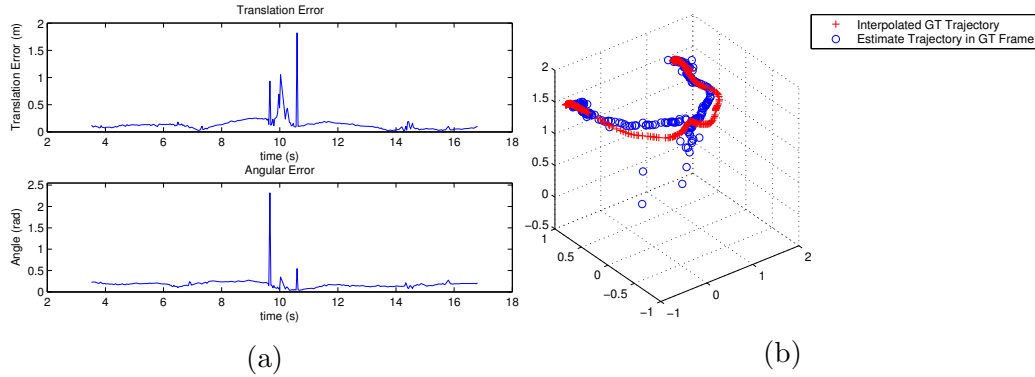 Translation Error
Translation Error (m)
2
1.5
1
0.5
0
2 4 6 8 10 12 14 16 18
time (s)
Angular Error
Angle (rad)
2.5
2
1.5
1
0.5
0
2 4 6 8 10 12 14 16 18
time (s)
(a)
Interpolated GT Trajectory
Estimate Trajectory in GT Frame
2
1.5
1
0.5
0
−0.5
1
0.5
0
−0.5
−1
−1
0
1
2
(b)